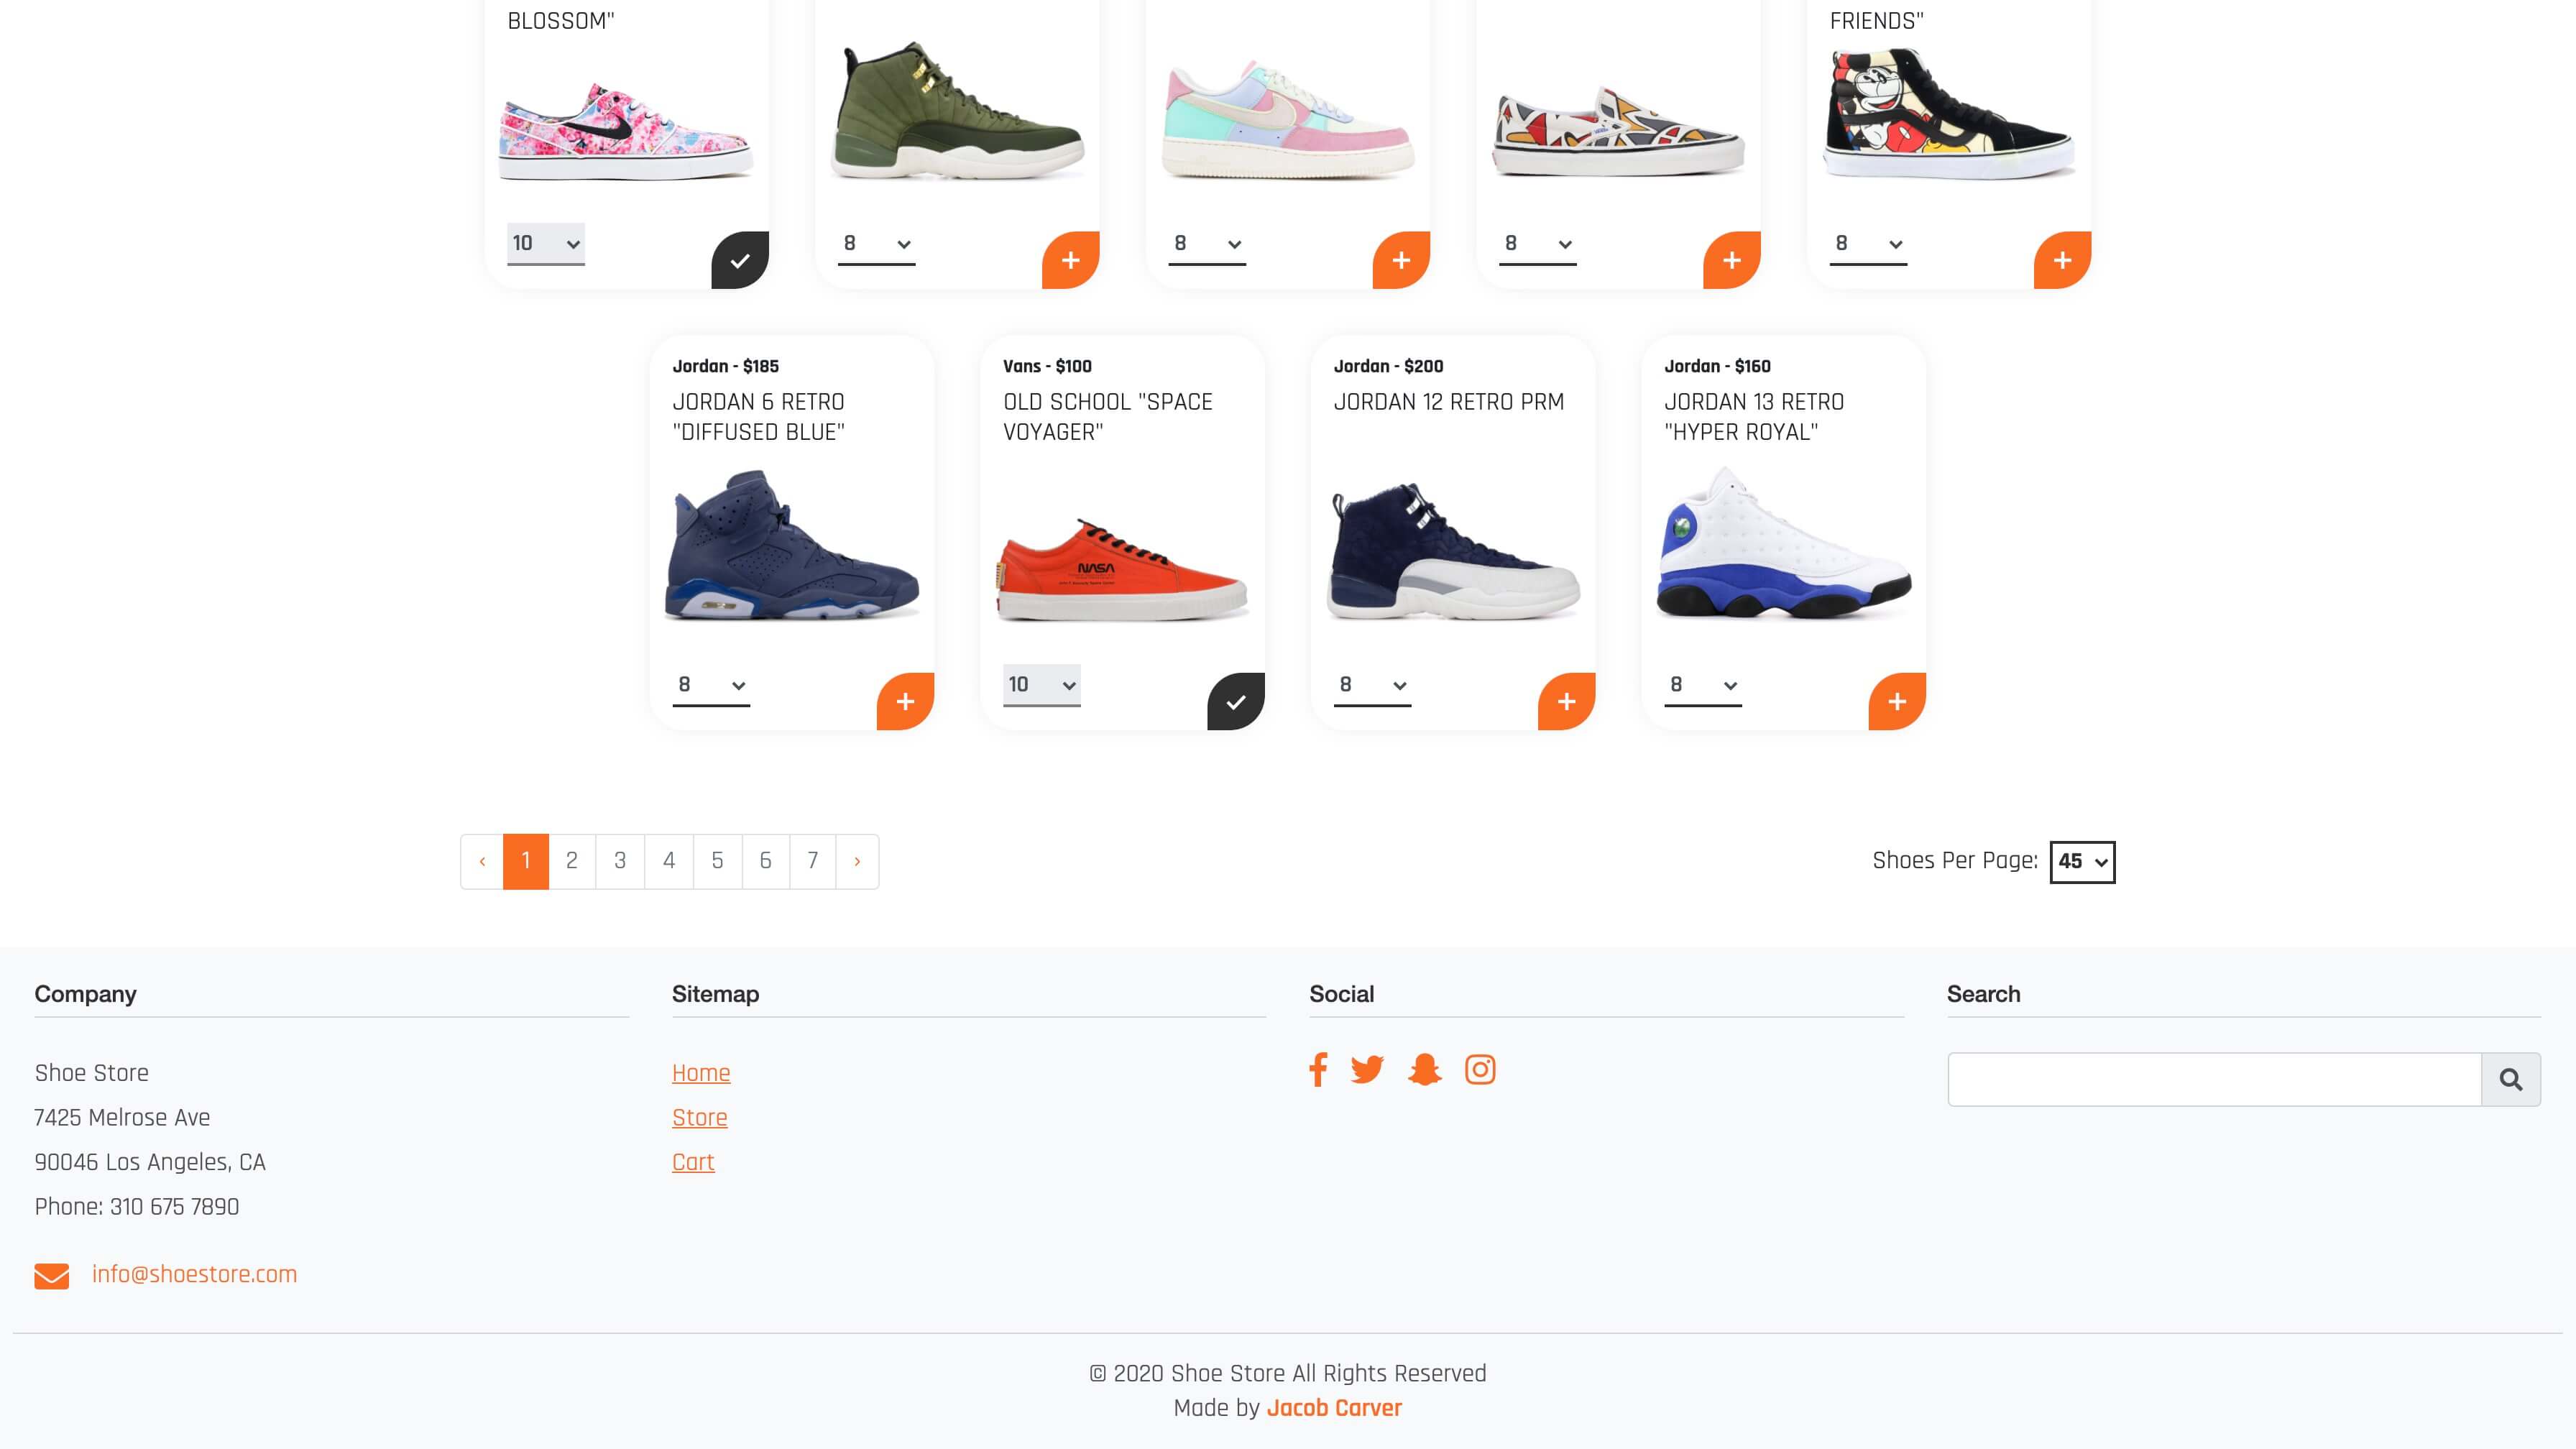 BLOSSOM"
FRIENDS"
10
8
8
8
8
Jordan - $185
JORDAN 6 RETRO
"DIFFUSED BLUE"
8
Vans - $100
OLD SCHOOL "SPACE
VOYAGER"
NASA
10
Jordan - $200
JORDAN 12 RETRO PRM
8
Jordan - $160
JORDAN 13 RETRO
"HYPER ROYAL"
8
‹ 1 2 3 4 5 6 7 ›
Shoes Per Page: 45
Company
Shoe Store
7425 Melrose Ave
90046 Los Angeles, CA
Phone: 310 675 7890
info@shoestore.com
Sitemap
Home
Store
Cart
Social
Search
© 2020 Shoe Store All Rights Reserved
Made by Jacob Carver